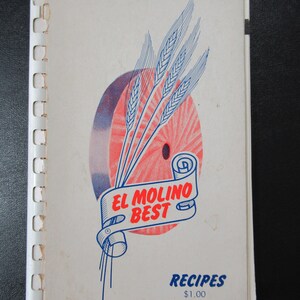 EL MOLINO
BEST
RECIPES
$1.00